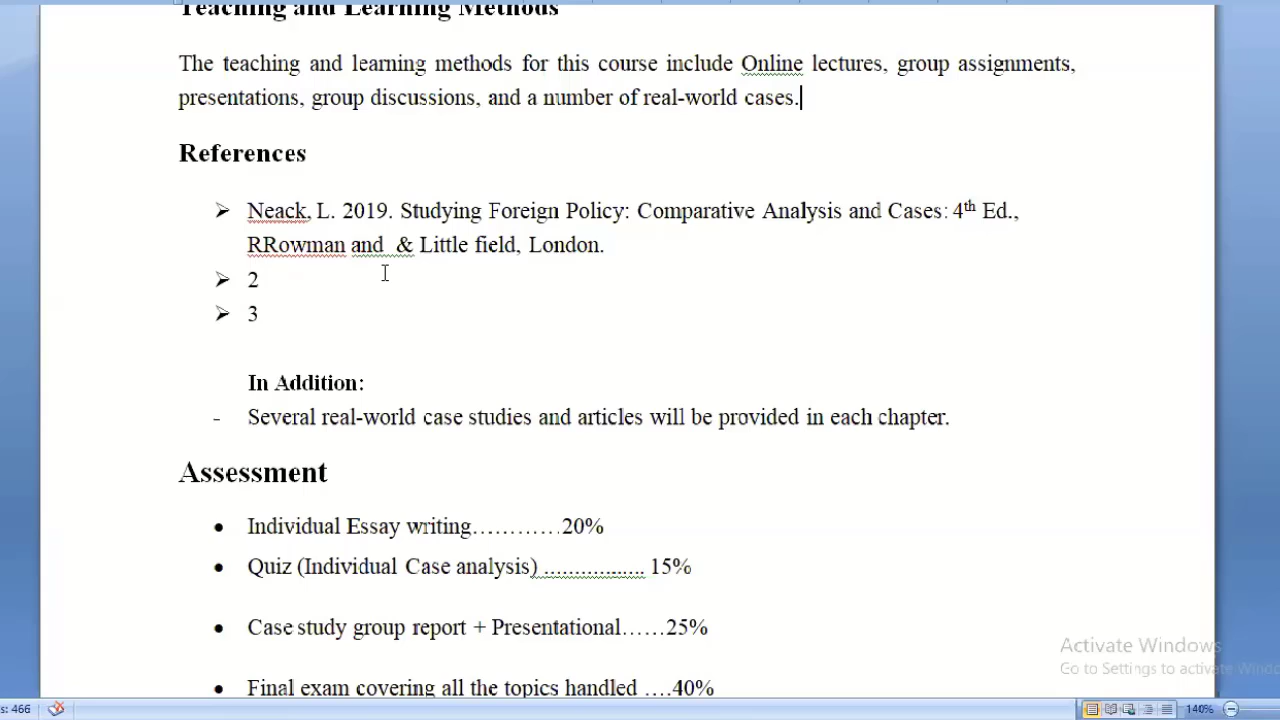 Teaching and Learning Methods
The teaching and learning methods for this course include Online lectures, group assignments,
presentations, group discussions, and a number of real-world cases.
References
➢ Neack, L. 2019. Studying Foreign Policy: Comparative Analysis and Cases: 4th Ed.,
RRowman and & Little field, London.
➢ 2
➢ 3
In Addition:
- Several real-world case studies and articles will be provided in each chapter.
Assessment
• Individual Essay writing…………20%
• Quiz (Individual Case analysis) ................. 15%
• Case study group report + Presentational……25%
• Final exam covering all the topics handled ….40%
Activate Windows
Go to Settings to activate Windo
s: 466
140%